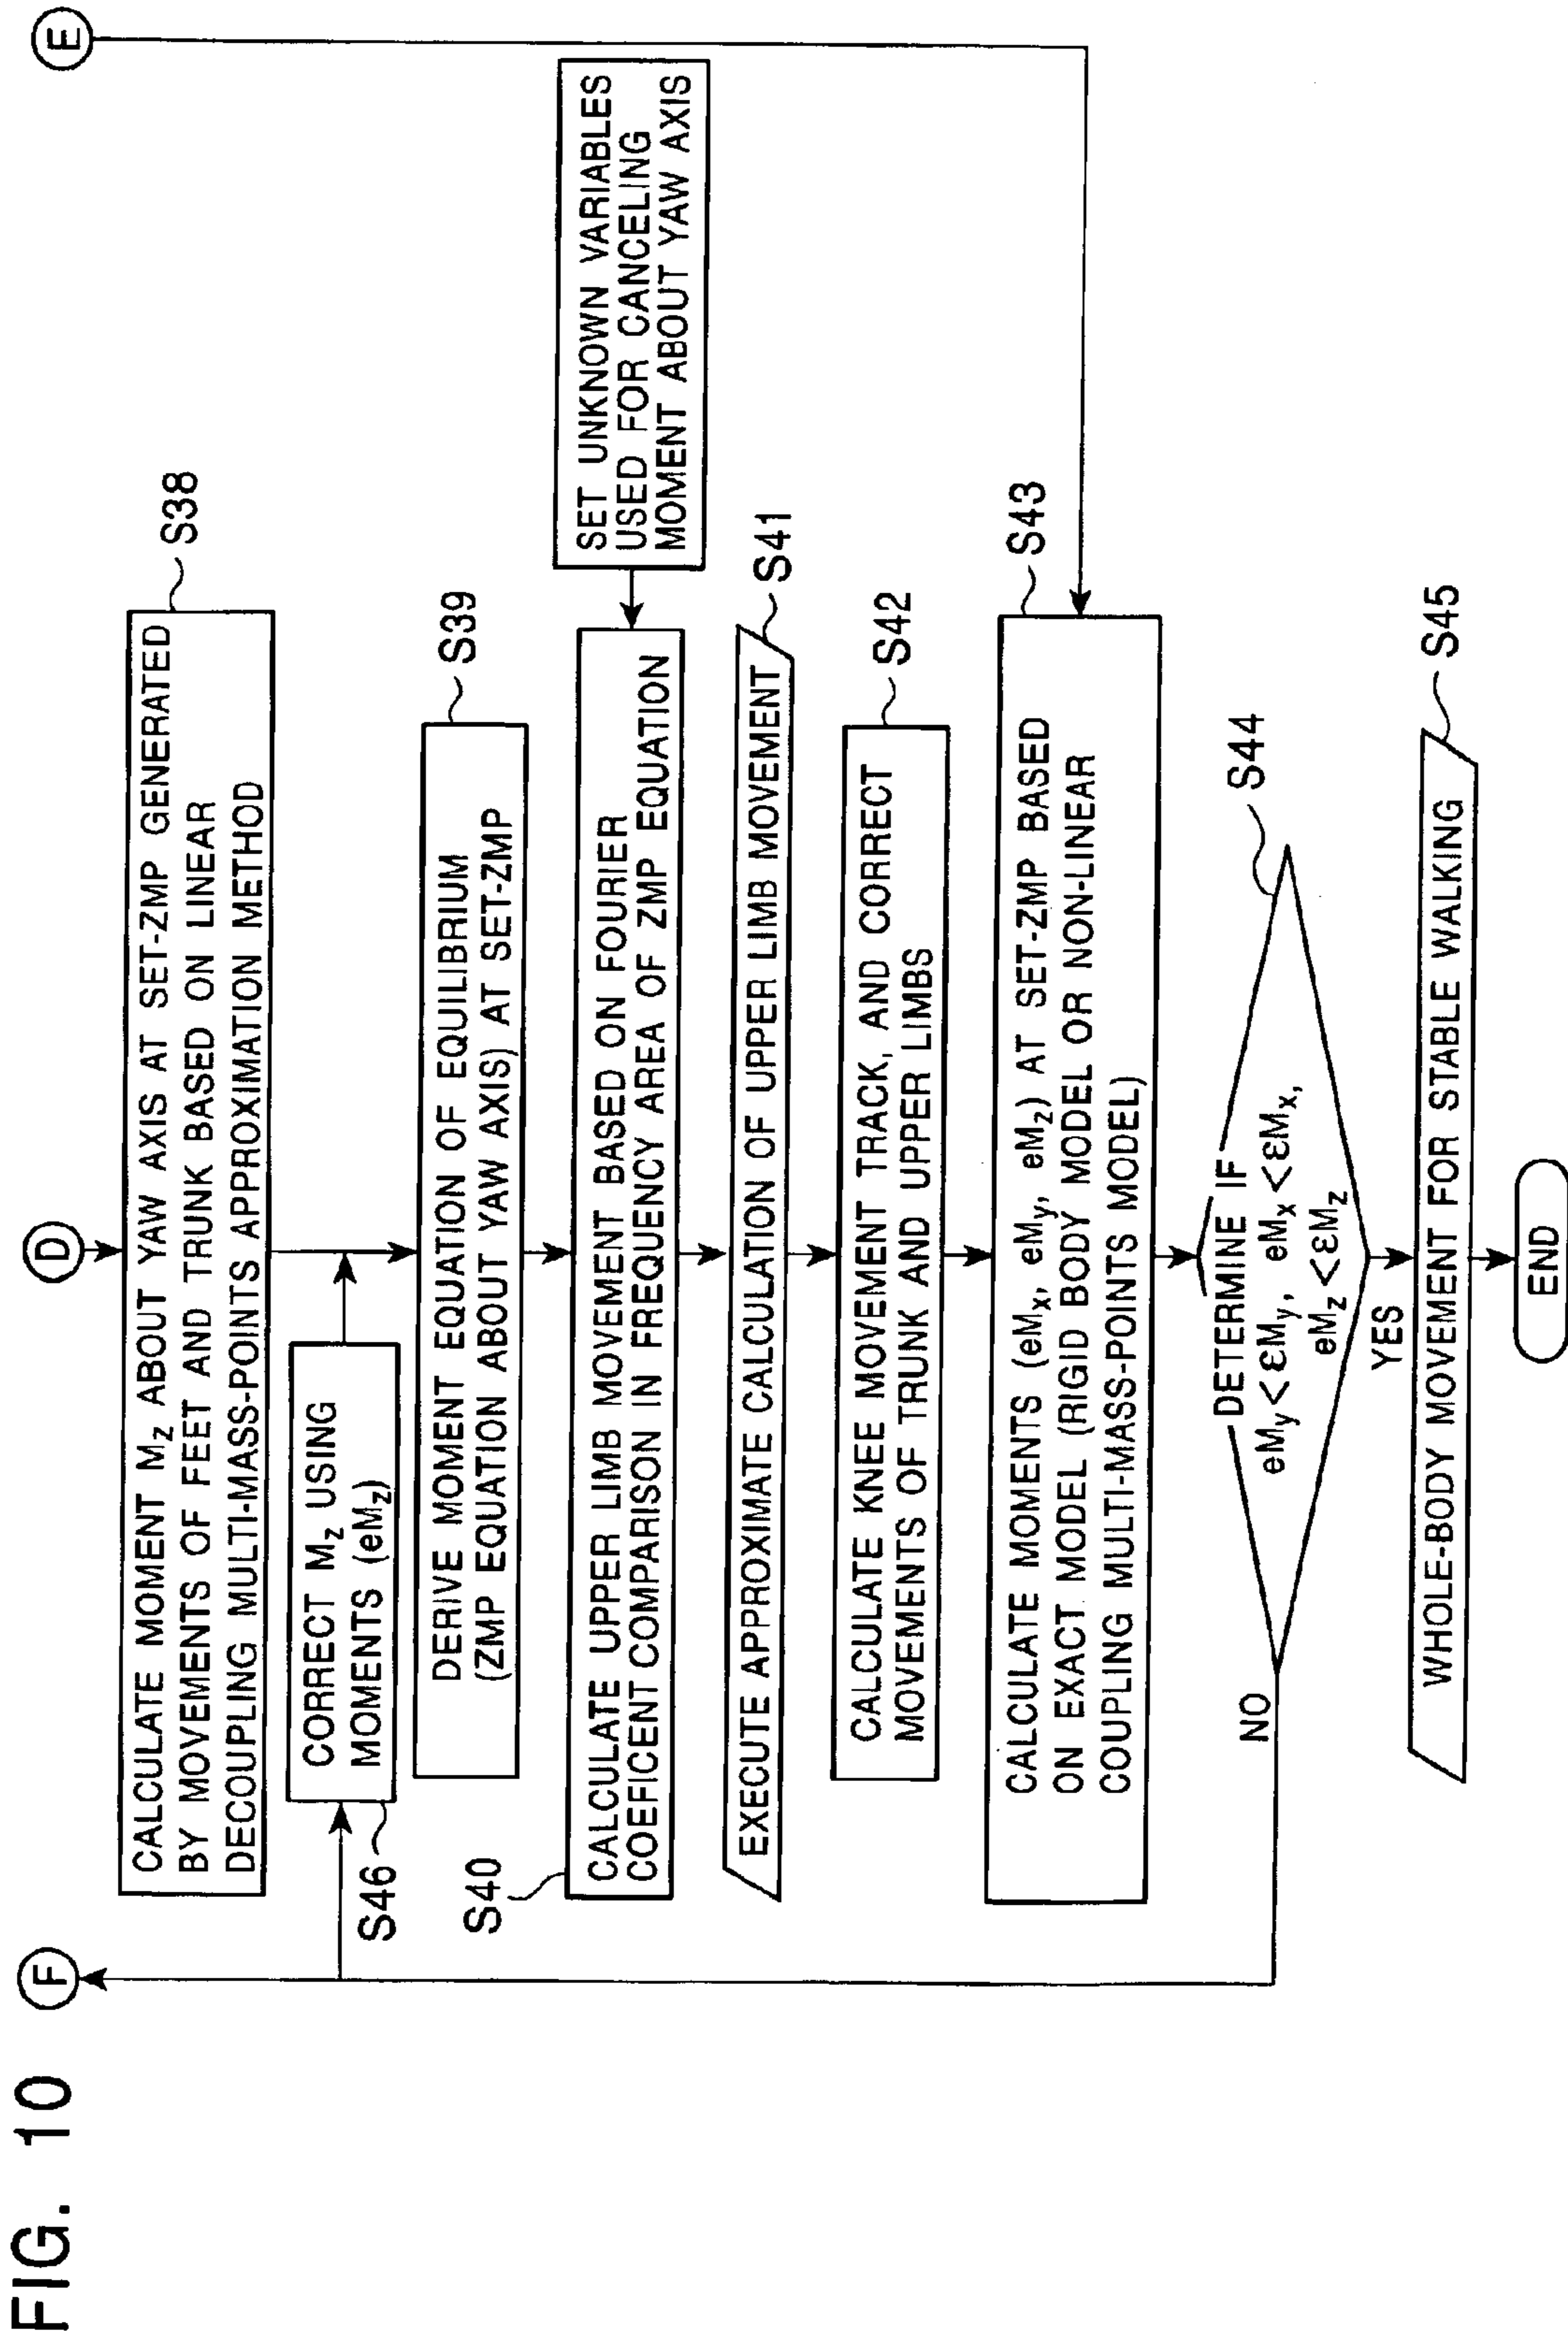 FIG. 10
F
D
E
CALCULATE MOMENT Mz ABOUT YAW AXIS AT SET-ZMP GENERATED
BY MOVEMENTS OF FEET AND TRUNK BASED ON LINEAR
DECOUPLING MULTI-MASS-POINTS APPROXIMATION METHOD
S38
CORRECT Mz USING
MOMENTS (eMz)
S46
DERIVE MOMENT EQUATION OF EQUILIBRIUM
(ZMP EQUATION ABOUT YAW AXIS) AT SET-ZMP
S39
S40
CALCULATE UPPER LIMB MOVEMENT BASED ON FOURIER
COEFICENT COMPARISON IN FREQUENCY AREA OF ZMP EQUATION
SET UNKNOWN VARIABLES
USED FOR CANCELING
MOMENT ABOUT YAW AXIS
EXECUTE APPROXIMATE CALCULATION OF UPPER LIMB MOVEMENT
S41
CALCULATE KNEE MOVEMENT TRACK, AND CORRECT
MOVEMENTS OF TRUNK AND UPPER LIMBS
S42
CALCULATE MOMENTS (eMx, eMy, eMz) AT SET-ZMP BASED
ON EXACT MODEL (RIGID BODY MODEL OR NON-LINEAR
COUPLING MULTI-MASS-POINTS MODEL)
S43
DETERMINE IF
eMy<εMy, eMx<εMx,
eMz<εMz
S44
NO
YES
WHOLE-BODY MOVEMENT FOR STABLE WALKING
S45
END